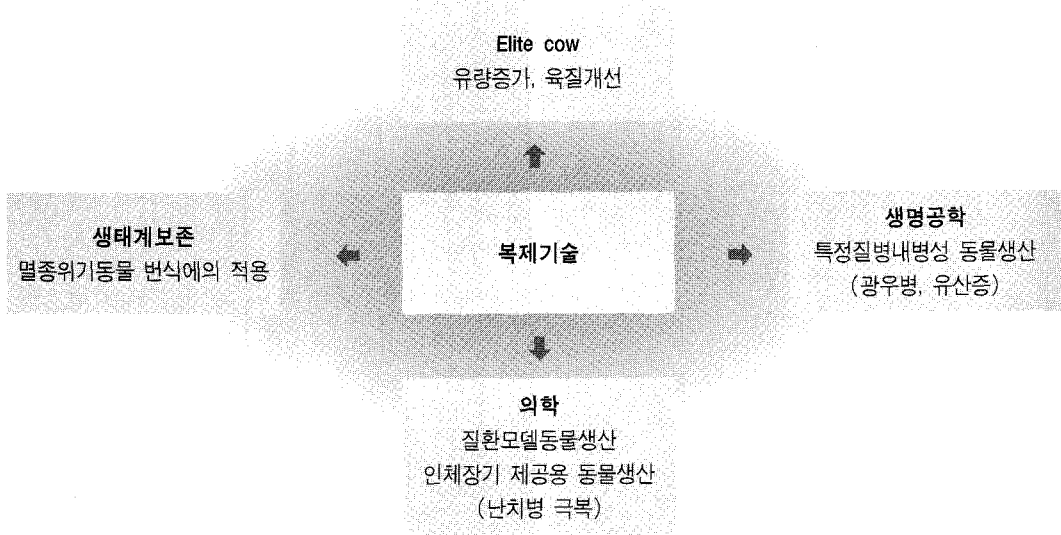 Elite cow
유량증가, 육질개선
생태계보존
멸종위기동물 번식에의 적용
복제기술
생명공학
특정질병내병성 동물생산
(광우병, 유산증)
의학
질환모델동물생산
인체장기 제공용 동물생산
(난치병 극복)